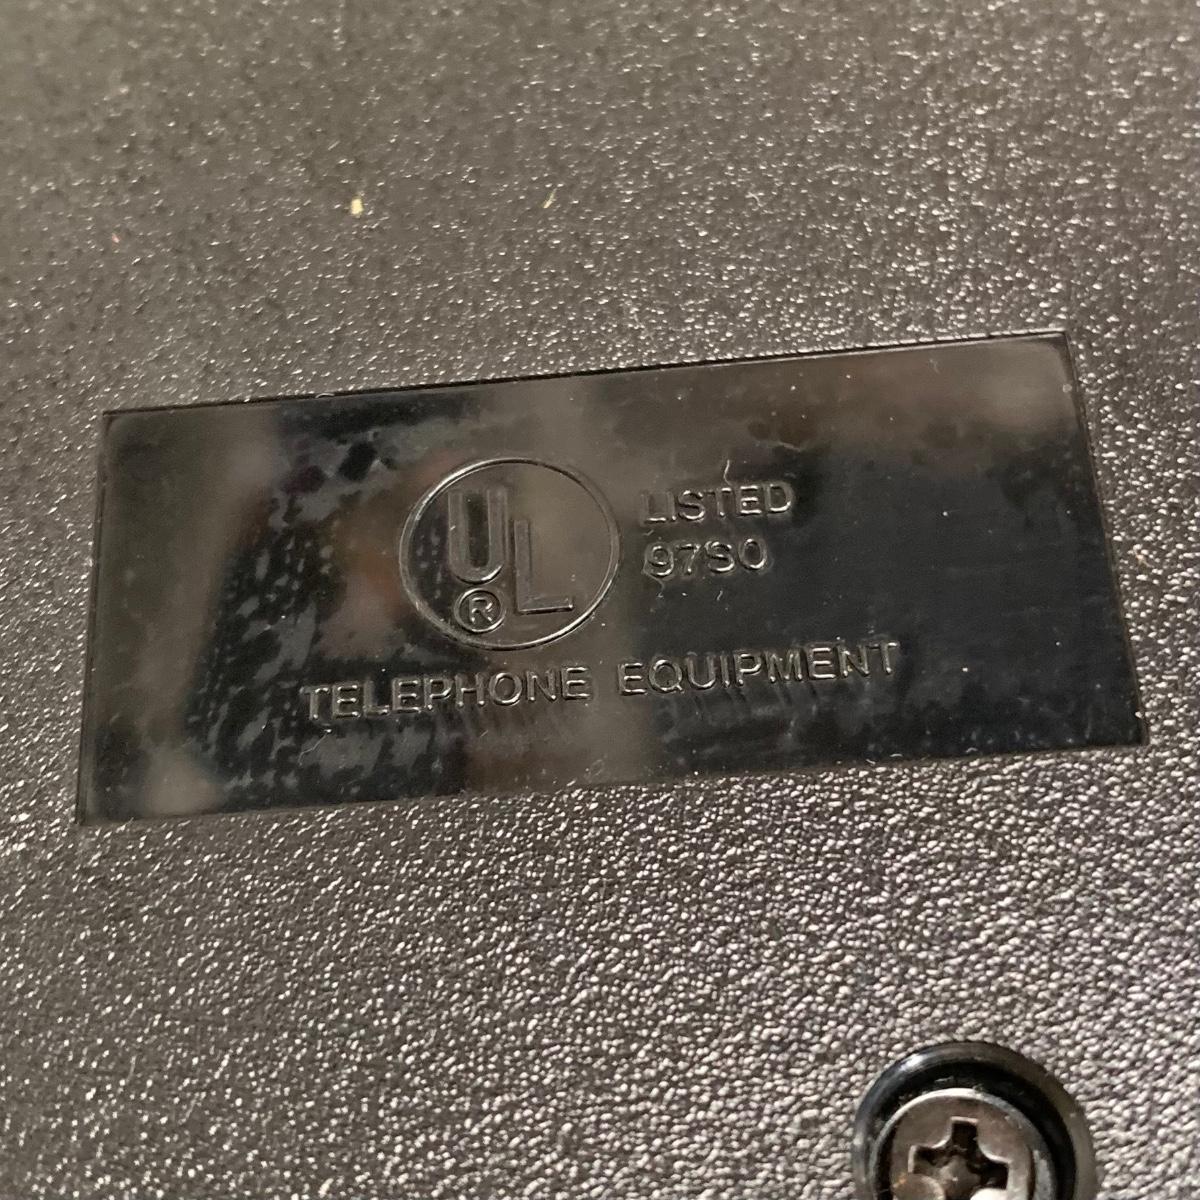 UL
®
LISTED
97S0
TELEPHONE EQUIPMENT